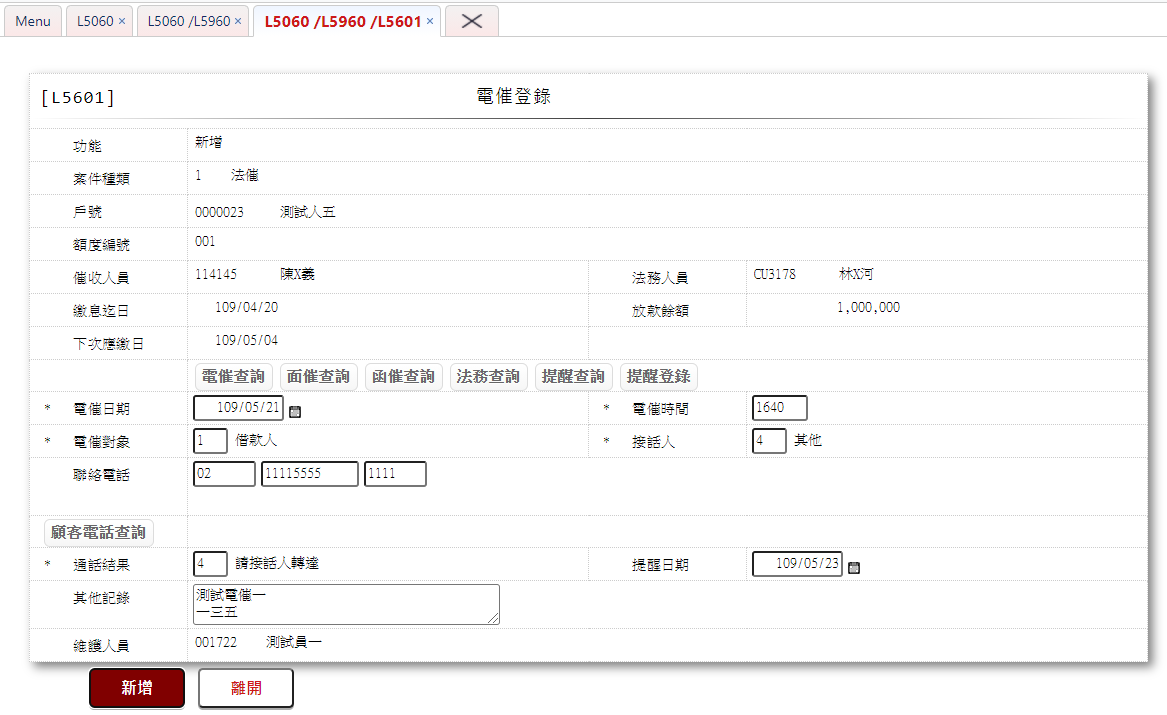 Menu L5060 × L5060 /L5960 × L5060 /L5960 /L5601 ×
[L5601] 電催登錄
功能 新增
案件種類 1 法催
戶號 0000023 測試人五
額度編號 001
催收人員 114145 陳X義 法務人員 CU3178 林X河
繳息迄日 109/04/20 放款餘額 1,000,000
下次應繳日 109/05/04
電催查詢 面催查詢 函催查詢 法務查詢 提醒查詢 提醒登錄
* 電催日期 109/05/21 * 電催時間 1640
* 電催對象 1 借款人 * 接話人 4 其他
聯絡電話 02 11115555 1111
顧客電話查詢
* 通話結果 4 請接話人轉達 提醒日期 109/05/23
其他記錄 測試電催一
一三五
維護人員 001722 測試員一
新增 離開